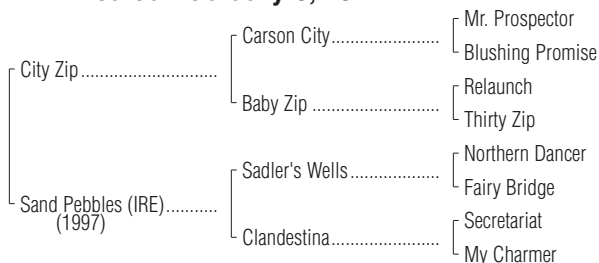 City Zip
Carson City
Mr. Prospector
Blushing Promise
Baby Zip
Relaunch
Thirty Zip
Sand Pebbles (IRE)
(1997)
Sadler's Wells
Northern Dancer
Fairy Bridge
Clandestina
Secretariat
My Charmer